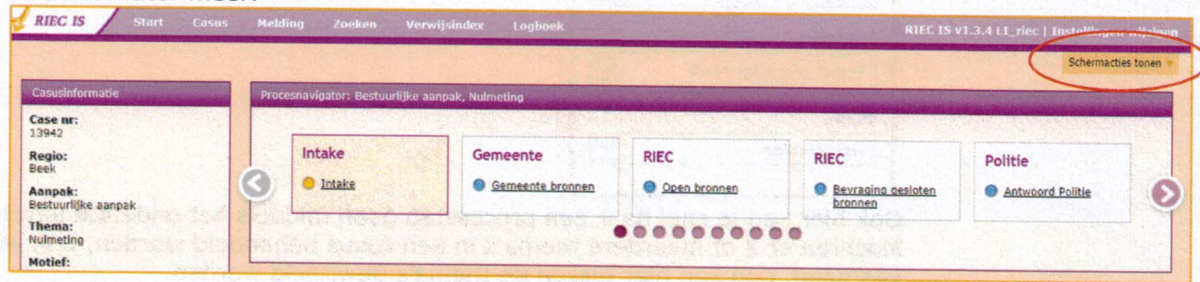 RIEC IS Start Casus Melding Zoeken Verwijsindex Logboek RIEC IS v1.3.4 LI_riec | Instellingen wijzigen
Schermacties tonen
Casusinformatie
Case nr:
13942
Regio:
Beek
Aanpak:
Bestuurlijke aanpak
Thema:
Nulmeting
Motief:
Procesnavigator: Bestuurlijke aanpak, Nulmeting
Intake
Intake
Gemeente
Gemeente bronnen
RIEC
Open bronnen
RIEC
Bevraging gesloten
bronnen
Politie
Antwoord Politie